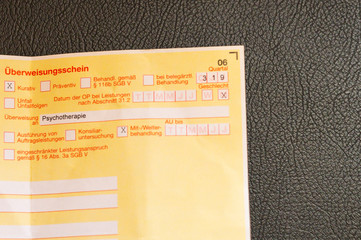 06
Überweisungsschein
Quartal
X Kurativ Präventiv Behandl. gemäß § 116b SGB V bei belegärztl. Behandlung 3 1 9
Unfall Unfallfolgen Datum der OP bei Leistungen nach Abschnitt 31.2 T T M M J J Geschlecht X
Überweisung an Psychotherapie
AU bis
Ausführung von Auftragsleistungen Konsiliar-untersuchung X Mit-/Weiter-behandlung T T M M J J
eingeschränkter Leistungsanspruch gemäß § 16 Abs. 3a SGB V